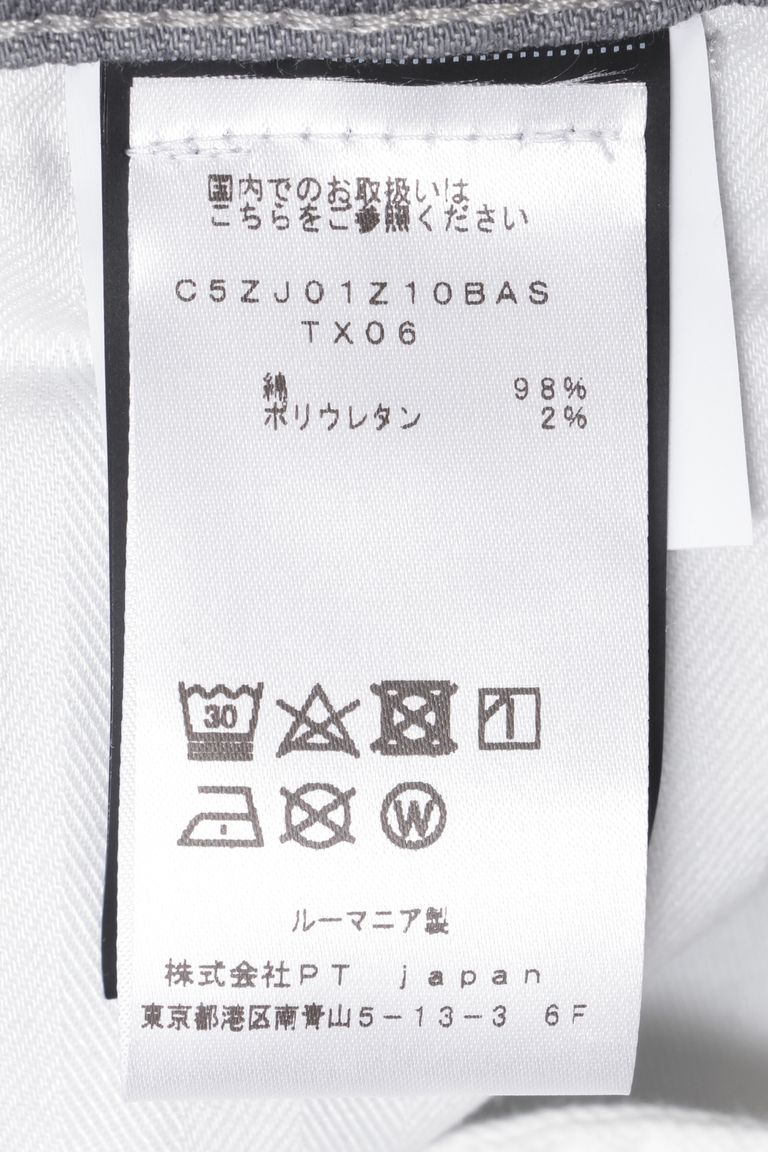 国内でのお取扱いは
こちらをご参照ください
C5ZJ01Z10BAS
TX06
綿 98%
ポリウレタン 2%
30
W
ルーマニア製
株式会社PT japan
東京都港区南青山5-13-3 6F